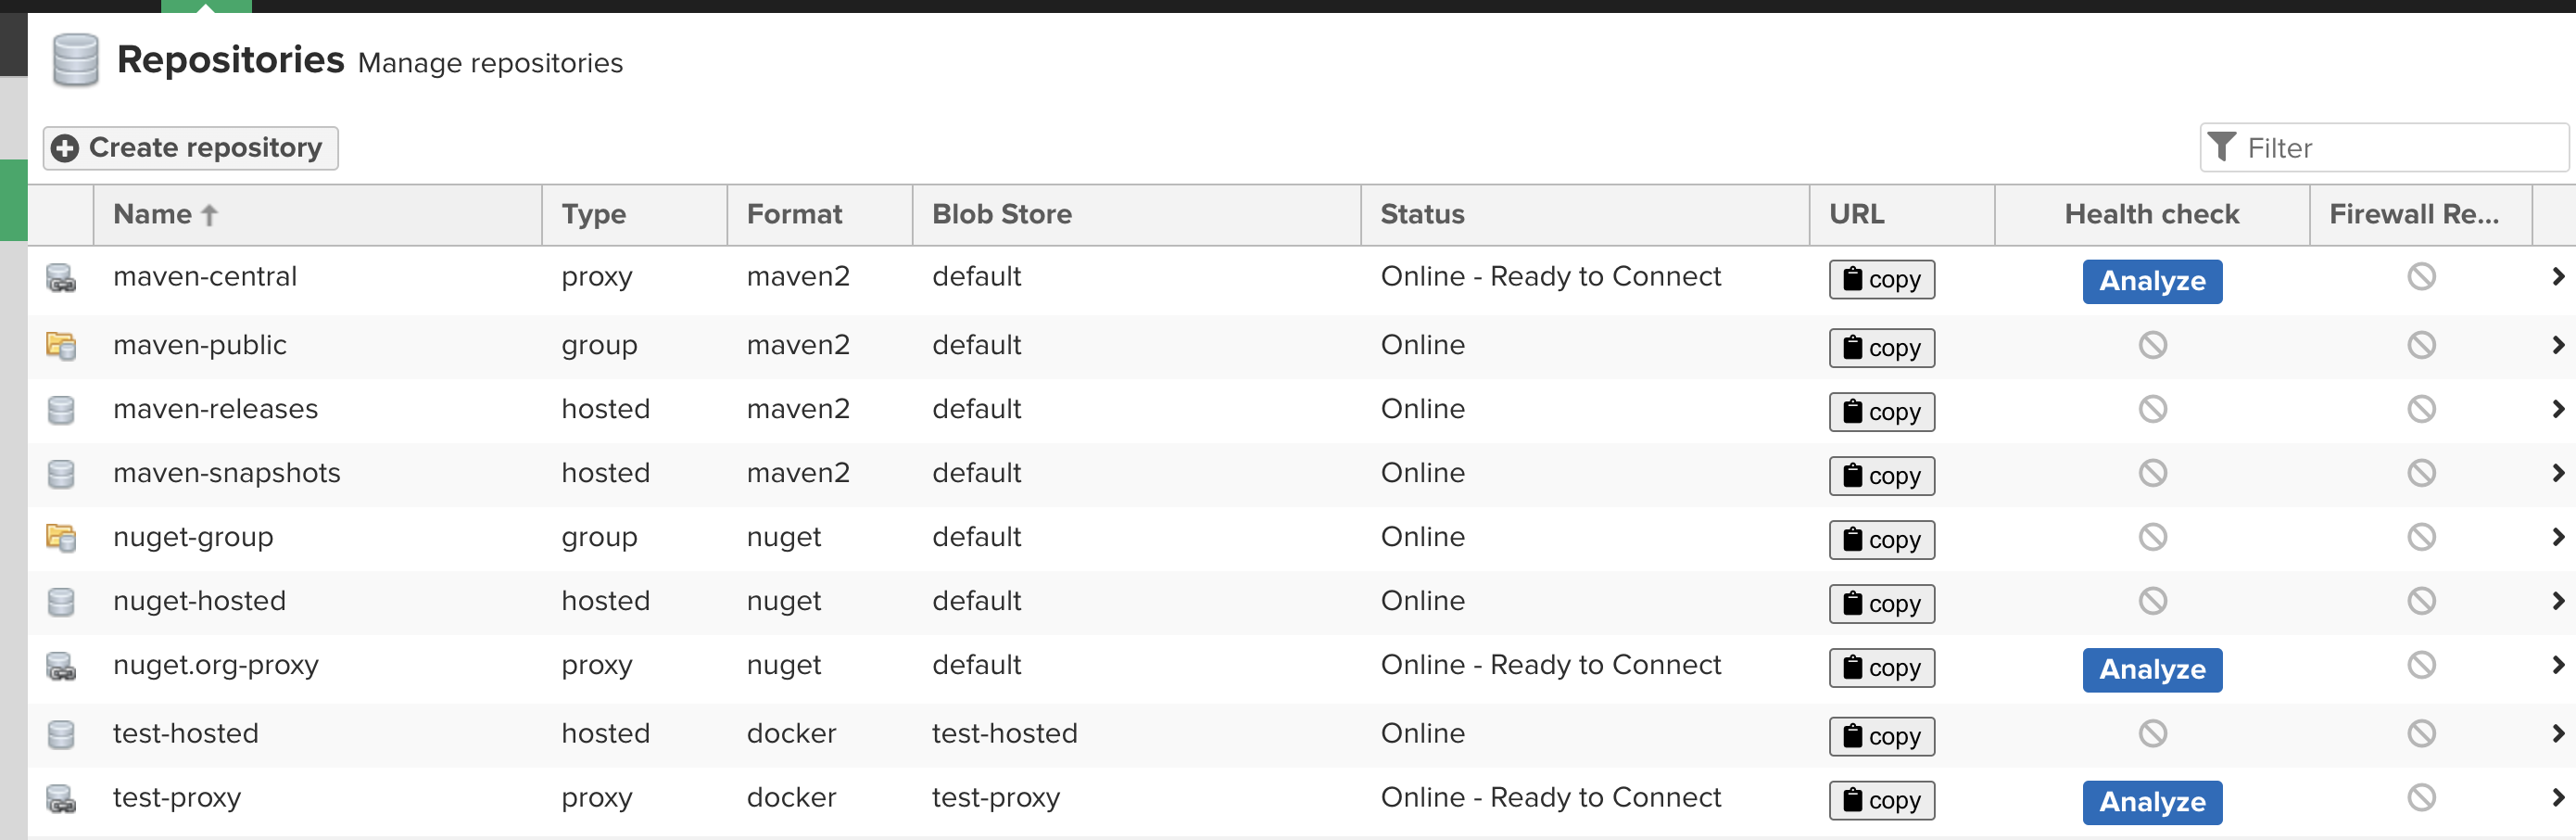 Repositories Manage repositories
Create repository
Filter
Name Type Format Blob Store Status URL Health check Firewall Re...
maven-central proxy maven2 default Online - Ready to Connect copy Analyze
maven-public group maven2 default Online copy
maven-releases hosted maven2 default Online copy
maven-snapshots hosted maven2 default Online copy
nuget-group group nuget default Online copy
nuget-hosted hosted nuget default Online copy
nuget.org-proxy proxy nuget default Online - Ready to Connect copy Analyze
test-hosted hosted docker test-hosted Online copy
test-proxy proxy docker test-proxy Online - Ready to Connect copy Analyze